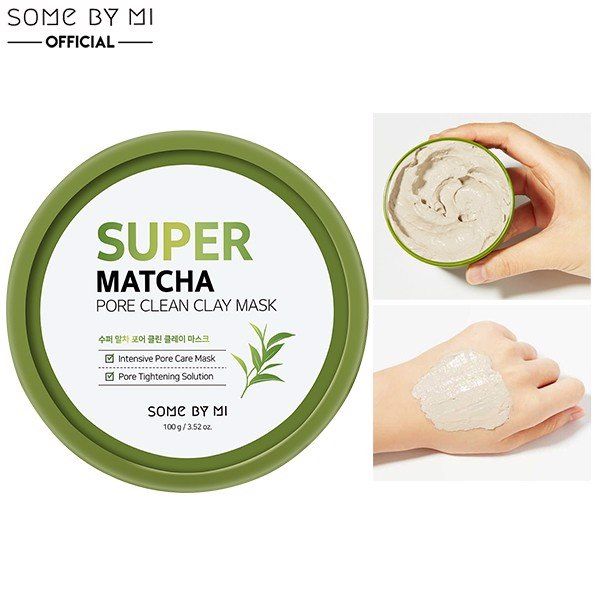 SOME BY MI
OFFICIAL
SUPER
MATCHA
PORE CLEAN CLAY MASK
수퍼 말차 포어 클린 클레이 마스크
Intensive Pore Care Mask
Pore Tightening Solution
SOME BY MI
100 g / 3.52 oz.